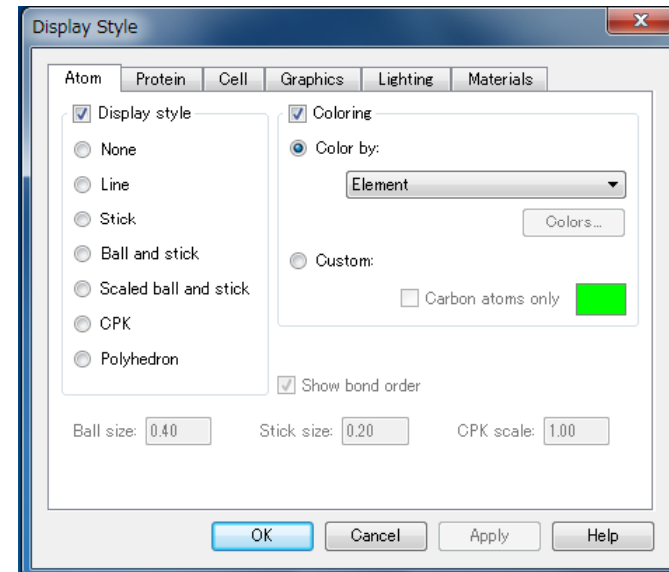 Display Style
Atom Protein Cell Graphics Lighting Materials
Display style
None
Line
Stick
Ball and stick
Scaled ball and stick
CPK
Polyhedron
Coloring
Color by:
Element
Colors...
Custom:
Carbon atoms only
Show bond order
Ball size: 0.40 Stick size: 0.20 CPK scale: 1.00
OK Cancel Apply Help